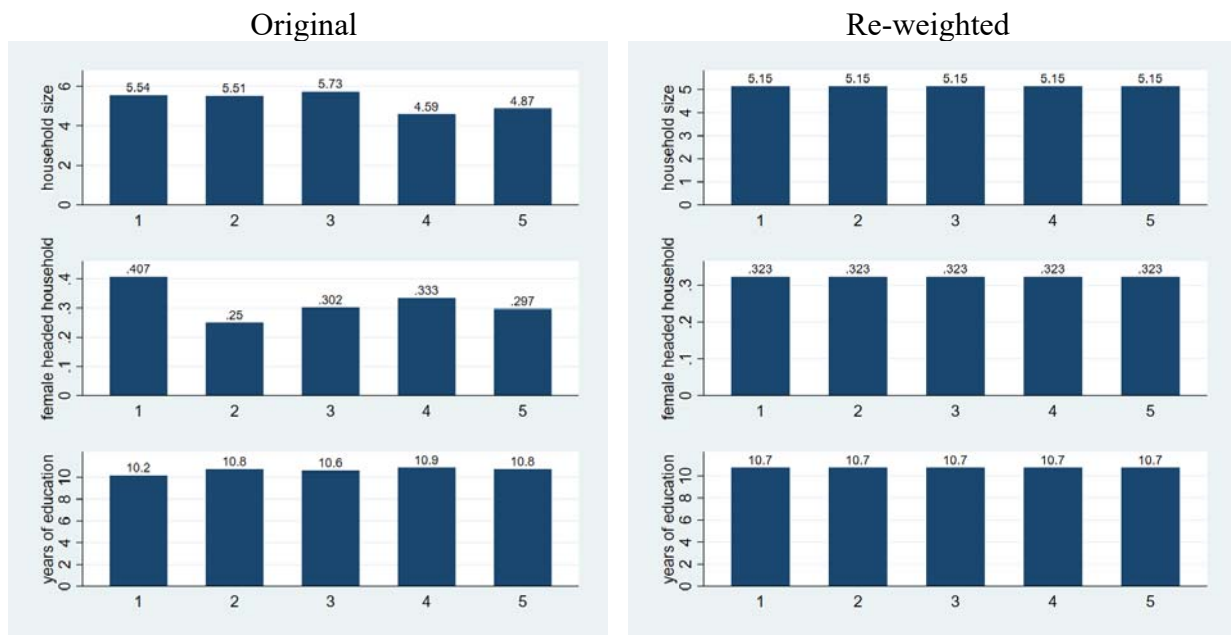 Original
household size
6
4
2
0
5.54 5.51 5.73 4.59 4.87
1 2 3 4 5
female headed household
.4
.3
.2
.1
0
.407 .25 .302 .333 .297
1 2 3 4 5
years of education
10
8
6
4
2
0
10.2 10.8 10.6 10.9 10.8
1 2 3 4 5
Re-weighted
household size
5
4
3
2
1
0
5.15 5.15 5.15 5.15 5.15
1 2 3 4 5
female headed household
.3
.2
.1
0
.323 .323 .323 .323 .323
1 2 3 4 5
years of education
10
8
6
4
2
0
10.7 10.7 10.7 10.7 10.7
1 2 3 4 5